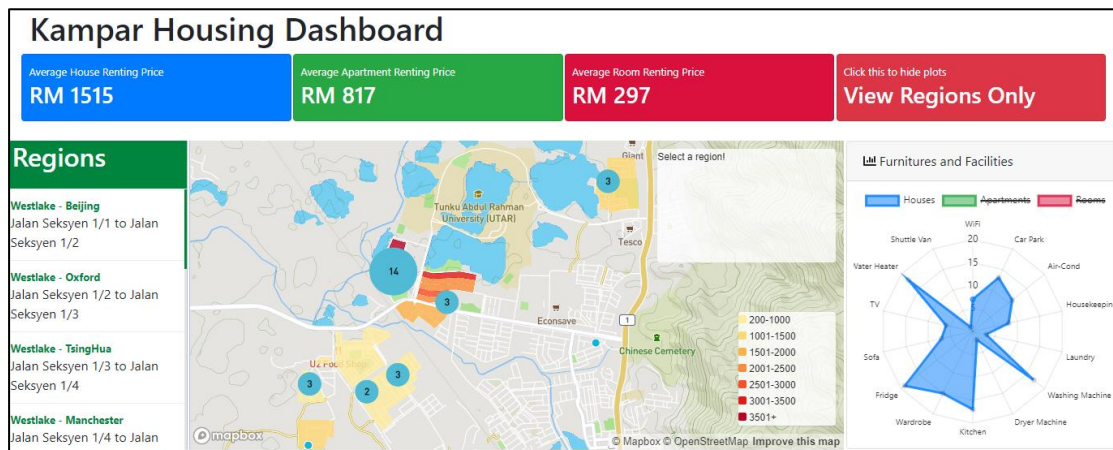 Kampar Housing Dashboard
Average House Renting Price
RM 1515
Average Apartment Renting Price
RM 817
Average Room Renting Price
RM 297
Click this to hide plots
View Regions Only
Regions
Westlake - Beijing
Jalan Seksyen 1/1 to Jalan
Seksyen 1/2
Westlake - Oxford
Jalan Seksyen 1/2 to Jalan
Seksyen 1/3
Westlake - TsingHua
Jalan Seksyen 1/3 to Jalan
Seksyen 1/4
Westlake - Manchester
Jalan Seksyen 1/4 to Jalan
Giant
3
Tunku Abdul Rahman
University (UTAR)
Tesco
14
3
Econsave
1
Chinese Cemetery
3
2
3
mapbox
Select a region!
200-1000
1001-1500
1501-2000
2001-2500
2501-3000
3001-3500
3501+
© Mapbox © OpenStreetMap Improve this map
Furnitures and Facilities
Houses
Apartments
Rooms
WiFi
Car Park
Air-Cond
Housekeeping
Laundry
Washing Machine
Dryer Machine
Kitchen
Wardrobe
Fridge
Sofa
TV
Water Heater
Shuttle Van
20
15
10